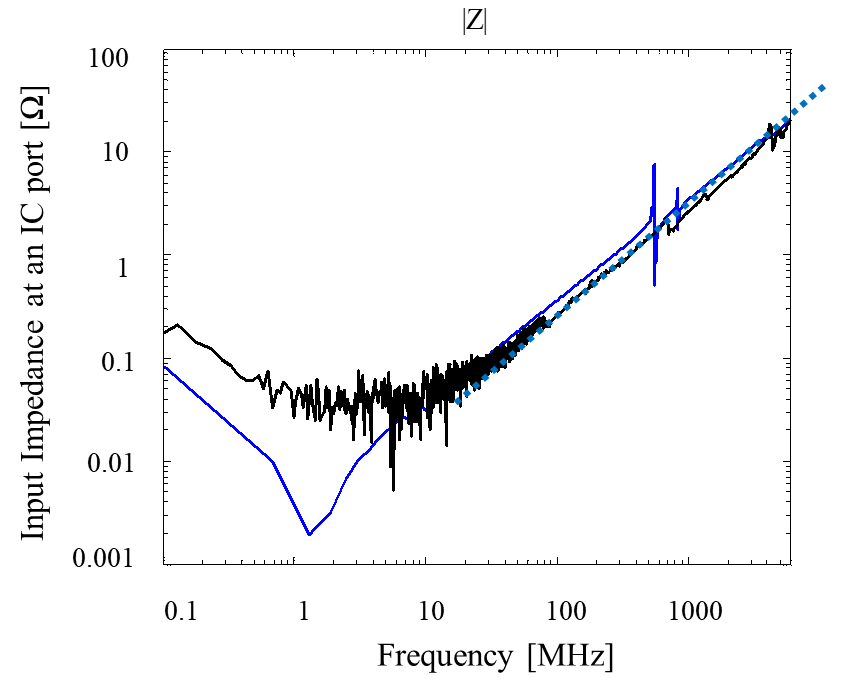 |Z|
Input Impedance at an IC port [Ω]
100
10
1
0.1
0.01
0.001
0.1 1 10 100 1000
Frequency [MHz]